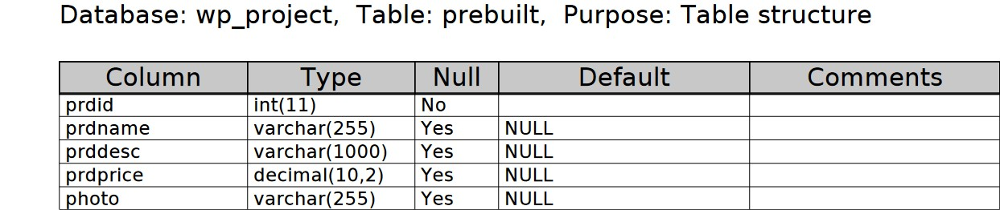 Database: wp_project, Table: prebuilt, Purpose: Table structure
Column Type Null Default Comments
prdid int(11) No
prdname varchar(255) Yes NULL
prddesc varchar(1000) Yes NULL
prdprice decimal(10,2) Yes NULL
photo varchar(255) Yes NULL